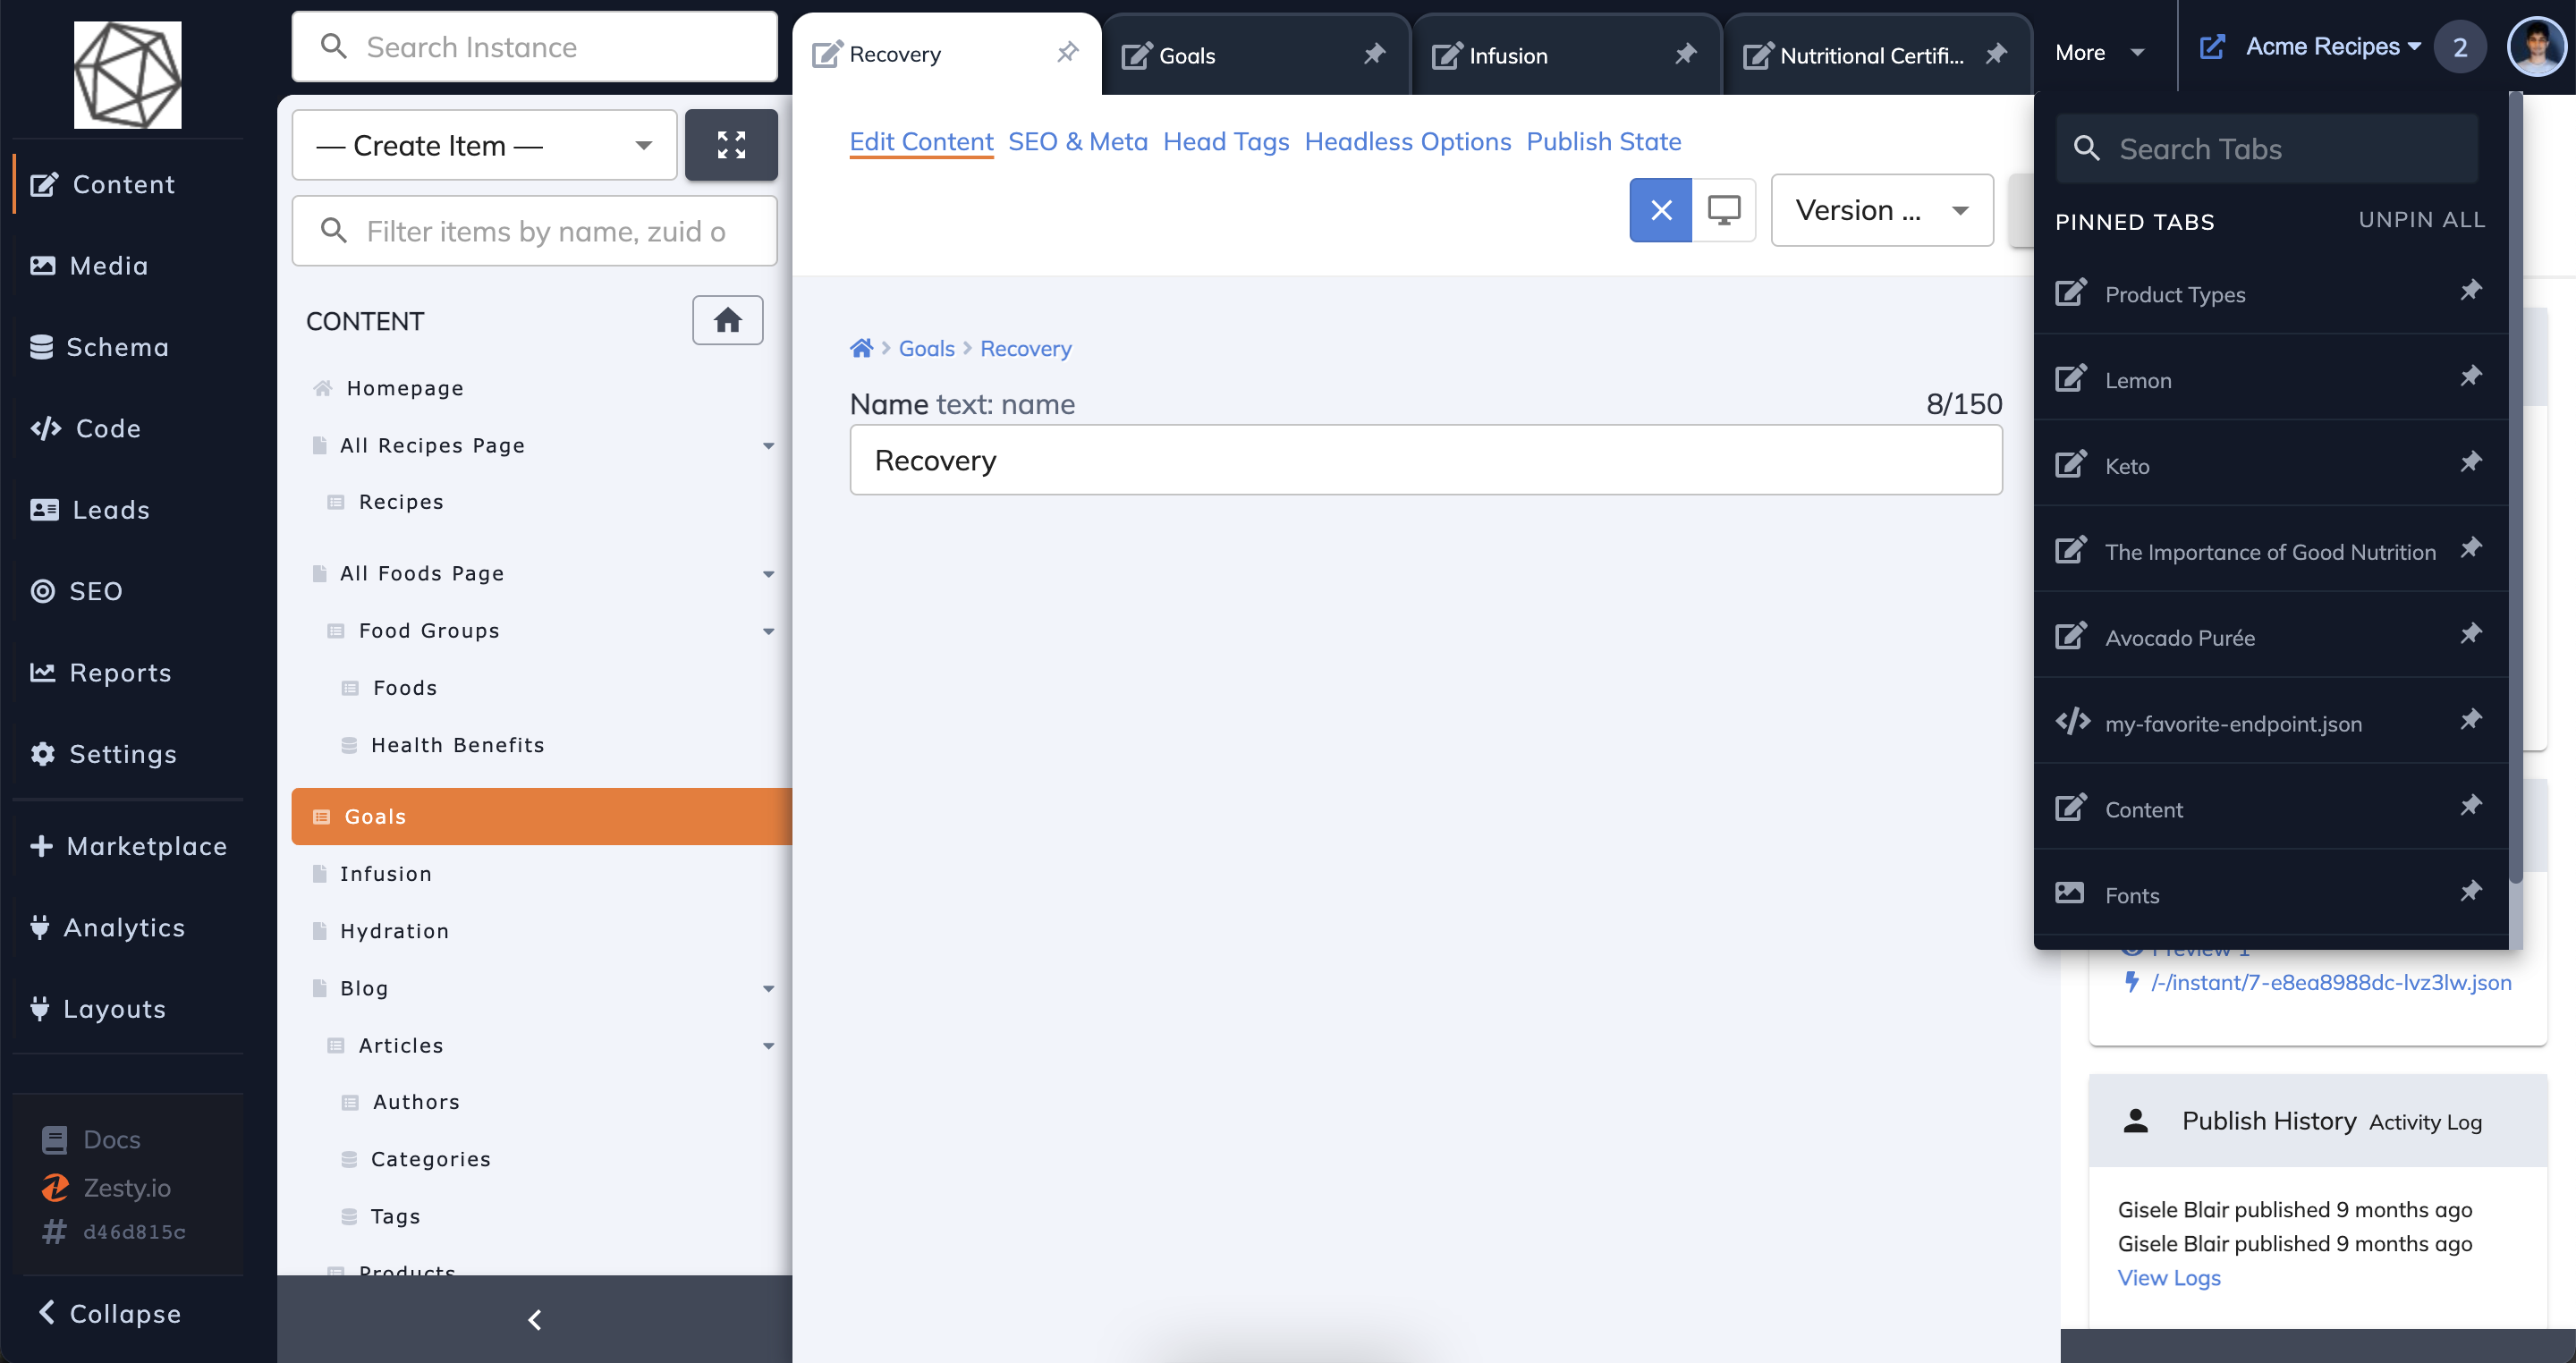 Search Instance
Recovery
Goals
Infusion
Nutritional Certifi...
More
Acme Recipes
2
Content
Media
Schema
Code
Leads
SEO
Reports
Settings
Marketplace
Analytics
Layouts
Docs
Zesty.io
d46d815c
Collapse
— Create Item —
Filter items by name, zuid o
CONTENT
Homepage
All Recipes Page
Recipes
All Foods Page
Food Groups
Foods
Health Benefits
Goals
Infusion
Hydration
Blog
Articles
Authors
Categories
Tags
Products
Edit Content SEO & Meta Head Tags Headless Options Publish State
Version ...
Goals Recovery
Name text: name 8/150
Recovery
Search Tabs
PINNED TABS UNPIN ALL
Product Types
Lemon
Keto
The Importance of Good Nutrition
Avocado Purée
my-favorite-endpoint.json
Content
Fonts
Preview 1
/-/instant/7-e8ea8988dc-lvz3lw.json
Publish History Activity Log
Gisele Blair published 9 months ago
Gisele Blair published 9 months ago
View Logs